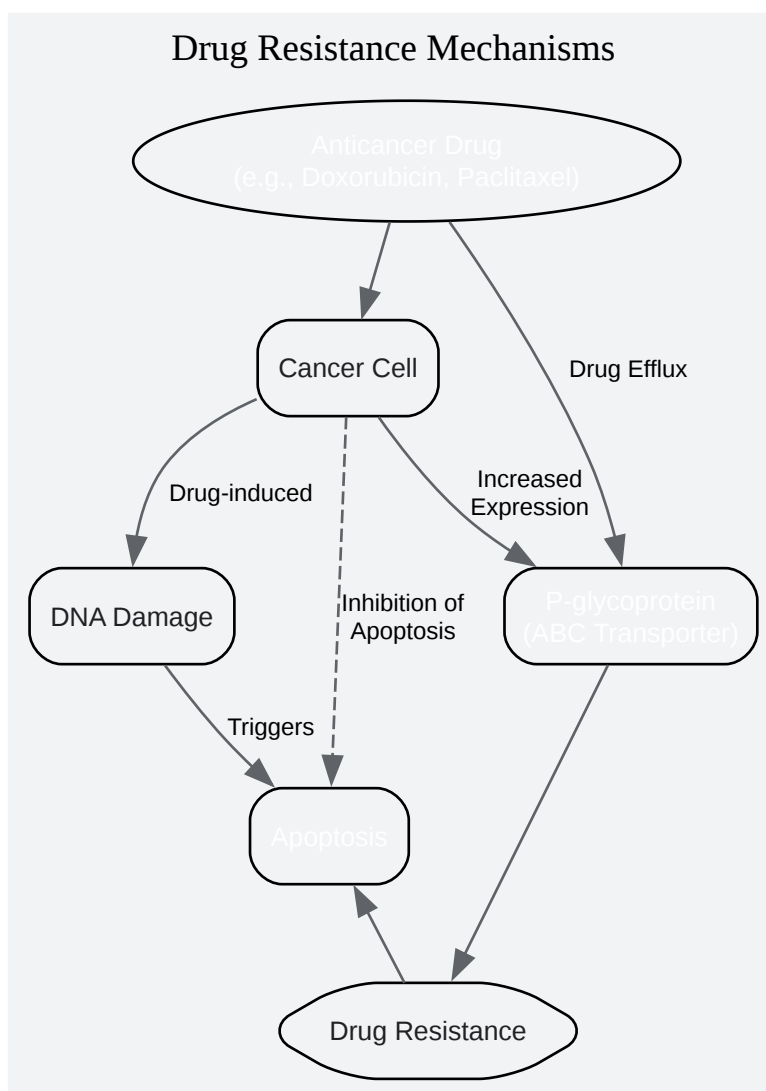 Drug Resistance Mechanisms
Anticancer Drug
(e.g., Doxorubicin, Paclitaxel)
Cancer Cell
Drug Efflux
Increased
Expression
Drug-induced
Inhibition of
Apoptosis
DNA Damage
P-glycoprotein
(ABC Transporter)
Triggers
Apoptosis
Drug Resistance